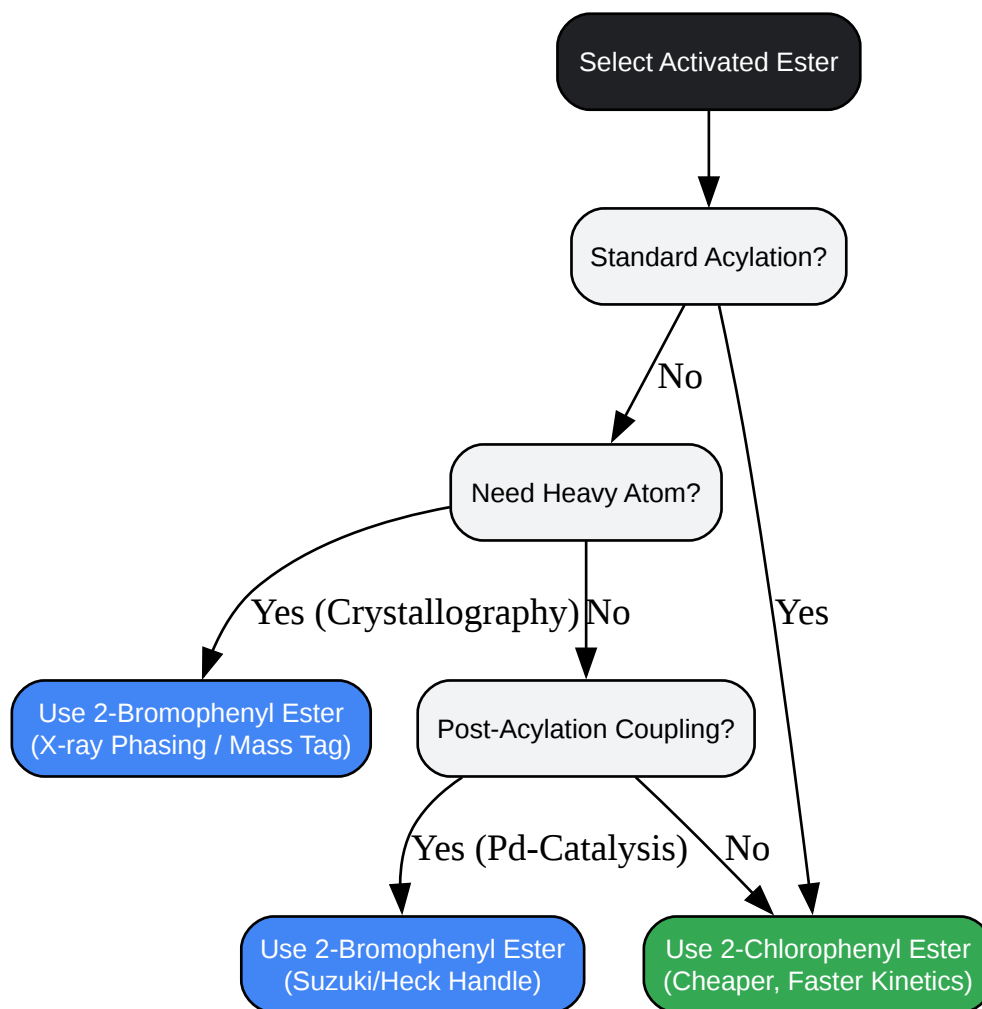 Select Activated Ester
Standard Acylation?
No
Need Heavy Atom?
Yes (Crystallography)
No
Yes
Use 2-Bromophenyl Ester
(X-ray Phasing / Mass Tag)
Post-Acylation Coupling?
Yes (Pd-Catalysis)
No
Use 2-Bromophenyl Ester
(Suzuki/Heck Handle)
Use 2-Chlorophenyl Ester
(Cheaper, Faster Kinetics)